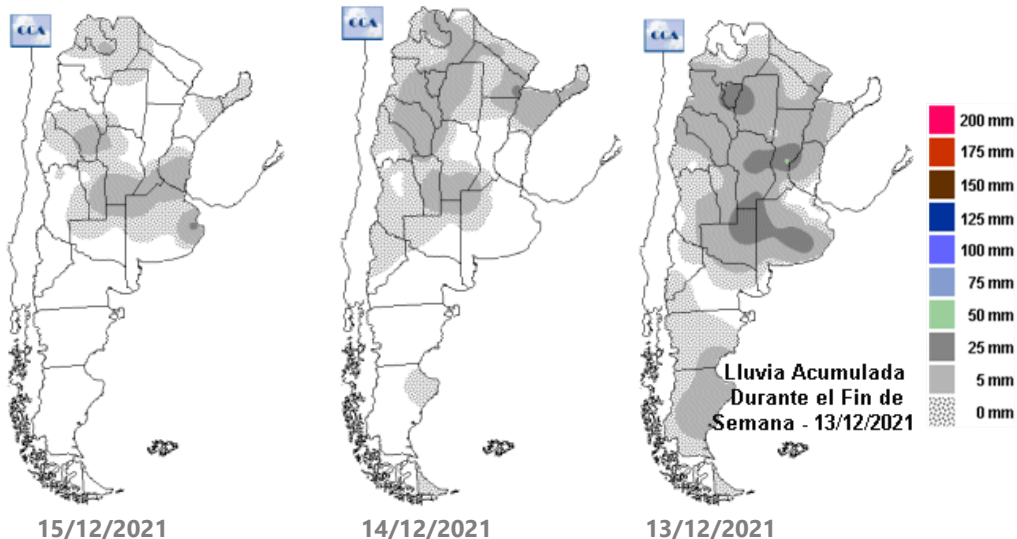 CCA
CCA
CCA
200 mm
175 mm
150 mm
125 mm
100 mm
75 mm
50 mm
25 mm
5 mm
0 mm
Lluvia Acumulada
Durante el Fin de
Semana - 13/12/2021
15/12/2021
14/12/2021
13/12/2021